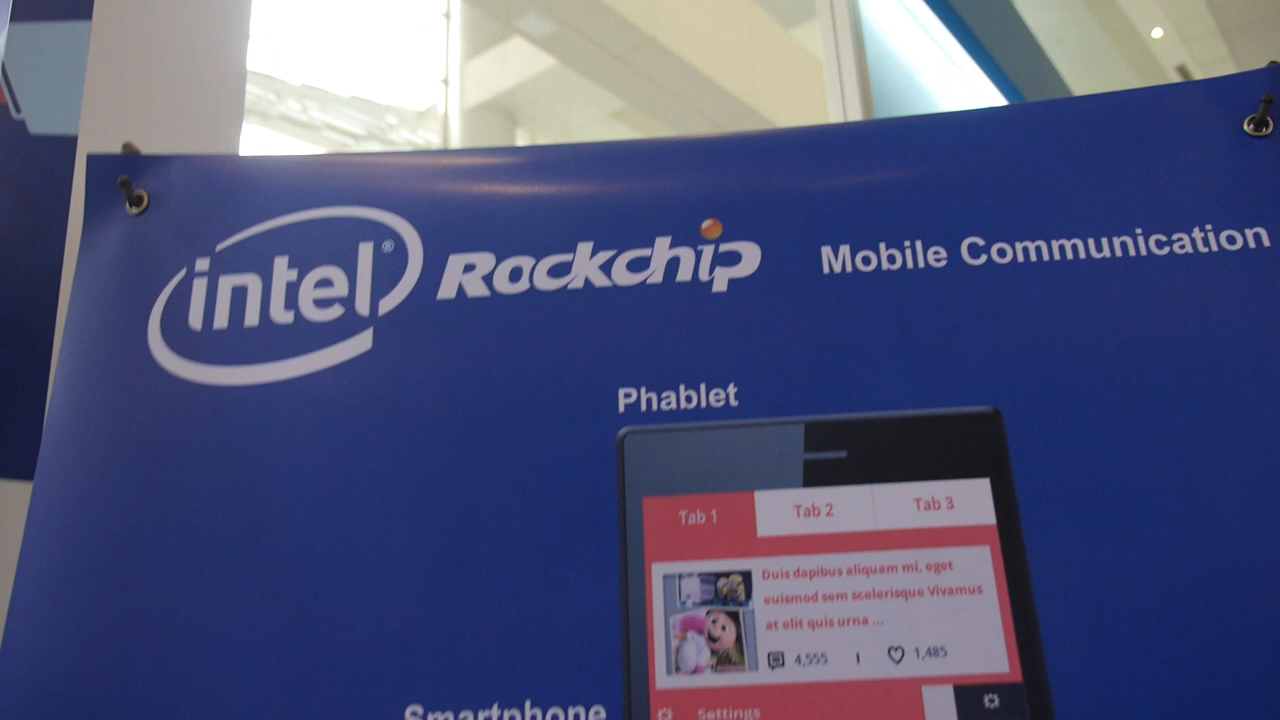 intel®
Rockchip
Mobile Communication
Phablet
Tab 1
Tab 2
Tab 3
Duis dapibus aliquam mi, eget
euismod sem scelerisque Vivamus
at elit quis urna ...
4,555
1,485
Settings
Smartphone